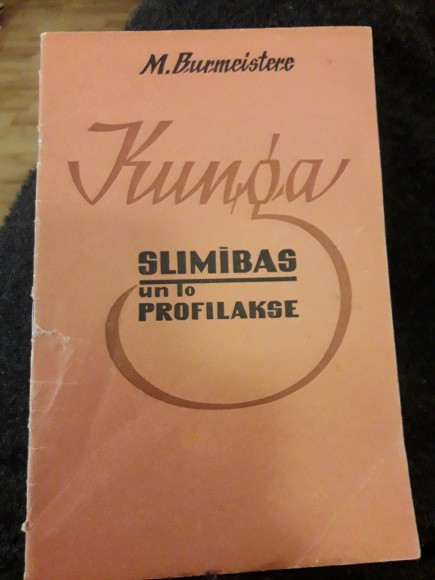 M. Burmeistere
Kuņģa
SLIMĪBAS
un to
PROFILAKSE